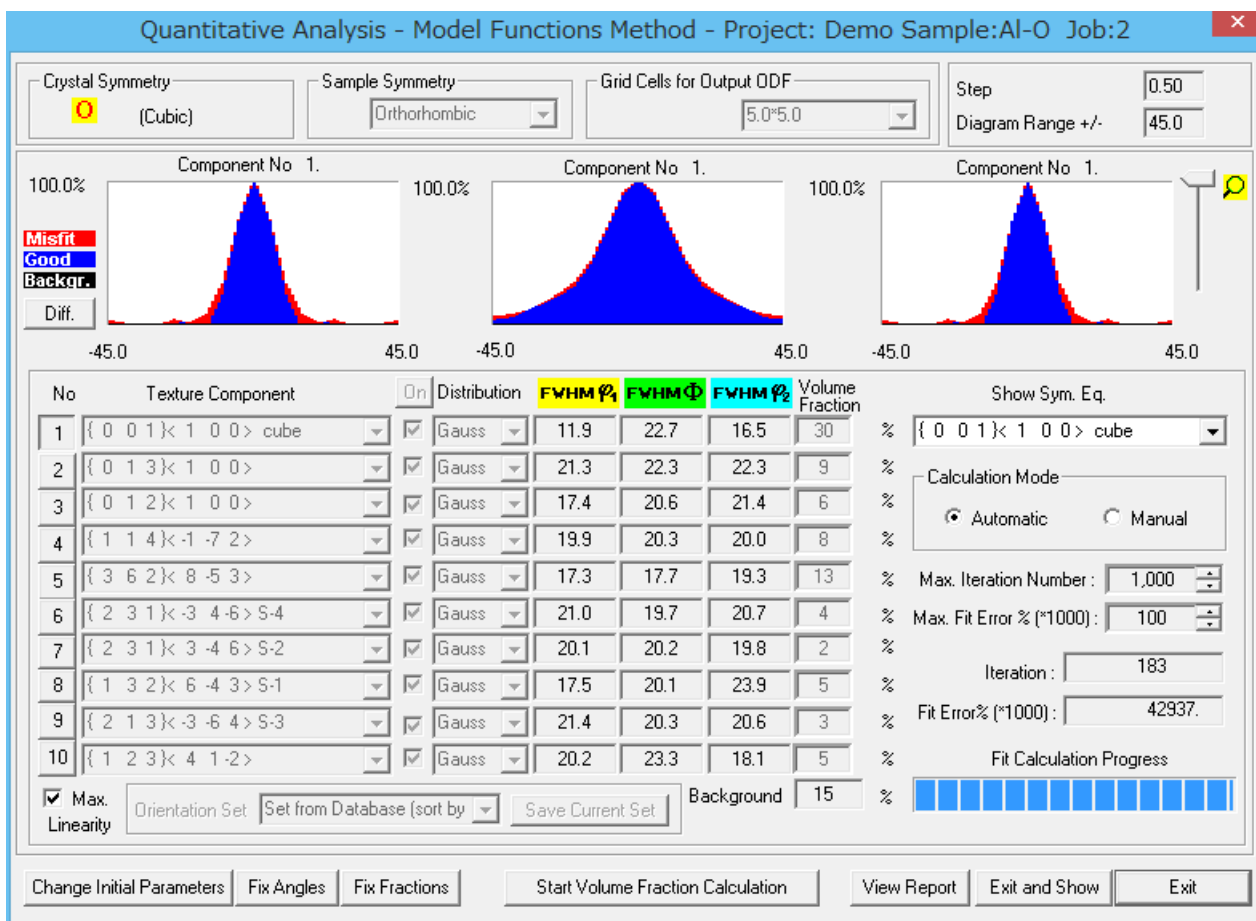 Quantitative Analysis - Model Functions Method - Project: Demo Sample:Al-O Job:2
Crystal Symmetry
O (Cubic)
Sample Symmetry
Orthorhombic
Grid Cells for Output ODF
5.0*5.0
Step 0.50
Diagram Range +/- 45.0
Component No 1.
Component No 1.
Component No 1.
100.0%
100.0%
100.0%
Misfit
Good
Backgr.
Diff.
-45.0 45.0
-45.0 45.0
-45.0 45.0
No Texture Component On Distribution FWHM φ1 FWHM Φ FWHM φ2 Volume Fraction
1 { 0 0 1}< 1 0 0> cube Gauss 11.9 22.7 16.5 30 %
2 { 0 1 3}< 1 0 0> Gauss 21.3 22.3 22.3 9 %
3 { 0 1 2}< 1 0 0> Gauss 17.4 20.6 21.4 6 %
4 { 1 1 4}<-1 -7 2> Gauss 19.9 20.3 20.0 8 %
5 { 3 6 2}< 8 -5 3> Gauss 17.3 17.7 19.3 13 %
6 { 2 3 1}<-3 4 -6> S-4 Gauss 21.0 19.7 20.7 4 %
7 { 2 3 1}< 3 -4 6> S-2 Gauss 20.1 20.2 19.8 2 %
8 { 1 3 2}< 6 -4 3> S-1 Gauss 17.5 20.1 23.9 5 %
9 { 2 1 3}<-3 -6 4> S-3 Gauss 21.4 20.3 20.6 3 %
10 { 1 2 3}< 4 1 -2> Gauss 20.2 23.3 18.1 5 %
Background 15 %
Max. Linearity
Orientation Set Set from Database (sort by
Save Current Set
Show Sym. Eq.
{ 0 0 1}< 1 0 0> cube
Calculation Mode
Automatic Manual
Max. Iteration Number : 1,000
Max. Fit Error % (*1000) : 100
Iteration : 183
Fit Error% (*1000) : 42937.
Fit Calculation Progress
Change Initial Parameters Fix Angles Fix Fractions Start Volume Fraction Calculation View Report Exit and Show Exit